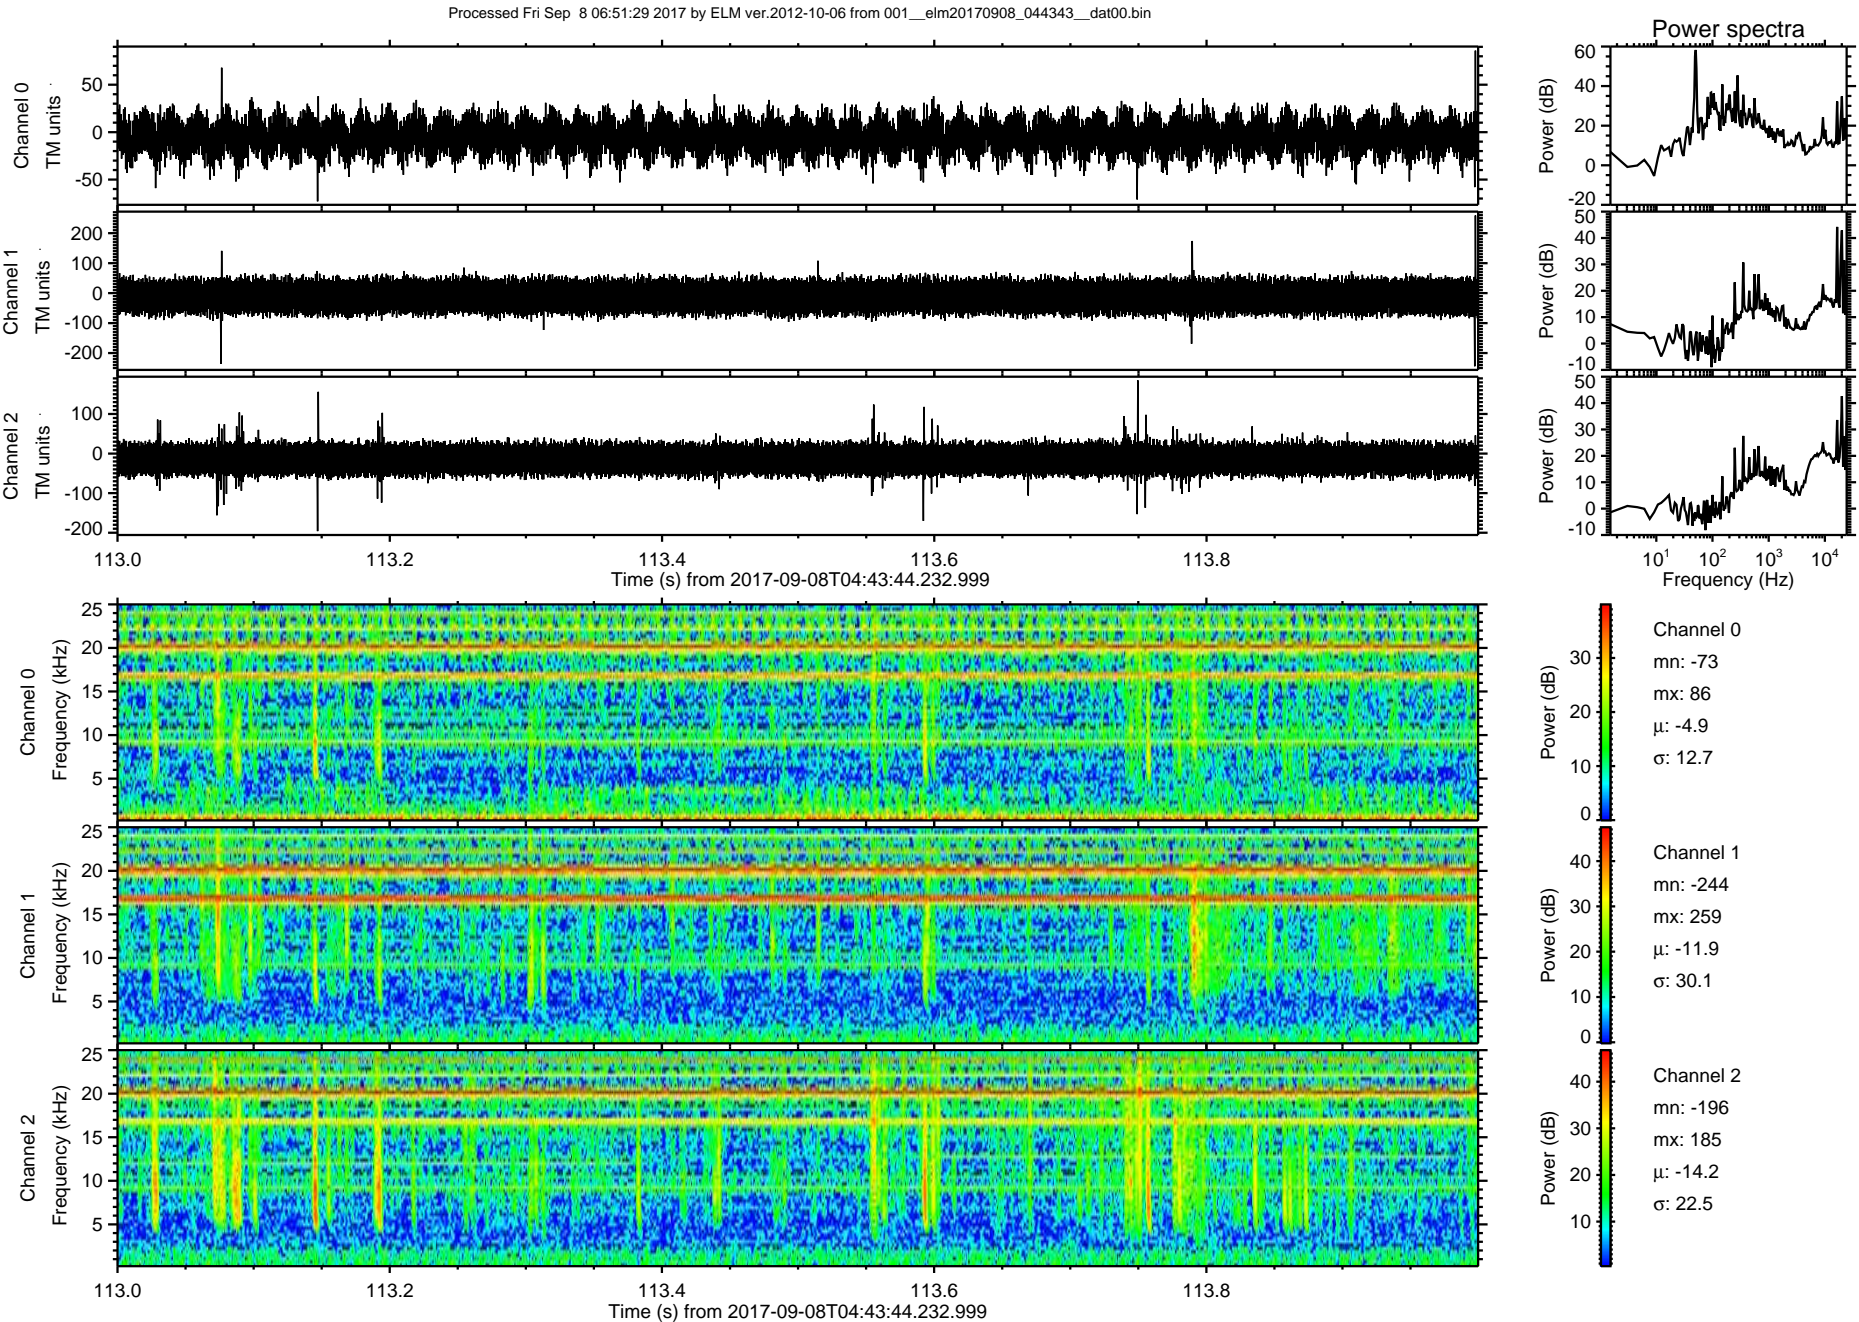 Processed Fri Sep  8 06:51:29 2017 by ELM ver.2012-10-06 from 001__elm20170908_044343__dat00.bin
Power spectra
Channel 0
TM units
50
0
-50
Power (dB)
60
40
20
0
-20
Channel 1
TM units
200
100
0
-100
-200
Power (dB)
50
40
30
20
10
0
-10
Channel 2
TM units
100
0
-100
-200
Power (dB)
50
40
30
20
10
0
-10
113.0
113.2
113.4
113.6
113.8
Time (s) from 2017-09-08T04:43:44.232.999
10^1
10^2
10^3
10^4
Frequency (Hz)
Channel 0
Frequency (kHz)
25
20
15
10
5
Power (dB)
30
20
10
0
Channel 0
mn: -73
mx: 86
μ: -4.9
σ: 12.7
Channel 1
Frequency (kHz)
25
20
15
10
5
Power (dB)
40
30
20
10
0
Channel 1
mn: -244
mx: 259
μ: -11.9
σ: 30.1
Channel 2
Frequency (kHz)
25
20
15
10
5
Power (dB)
40
30
20
10
Channel 2
mn: -196
mx: 185
μ: -14.2
σ: 22.5
113.0
113.2
113.4
113.6
113.8
Time (s) from 2017-09-08T04:43:44.232.999